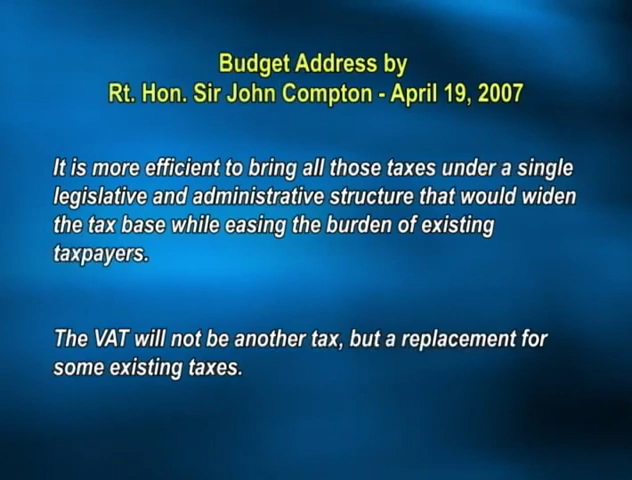 Budget Address by
Rt. Hon. Sir John Compton - April 19, 2007
It is more efficient to bring all those taxes under a single
legislative and administrative structure that would widen
the tax base while easing the burden of existing
taxpayers.
The VAT will not be another tax, but a replacement for
some existing taxes.